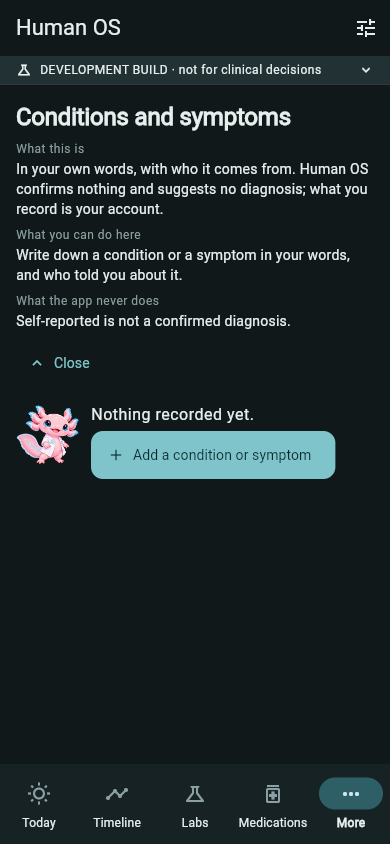 Human OS
DEVELOPMENT BUILD · not for clinical decisions
Conditions and symptoms
What this is
In your own words, with who it comes from. Human OS
confirms nothing and suggests no diagnosis; what you
record is your account.
What you can do here
Write down a condition or a symptom in your words,
and who told you about it.
What the app never does
Self-reported is not a confirmed diagnosis.
Close
Nothing recorded yet.
Add a condition or symptom
Today Timeline Labs Medications More